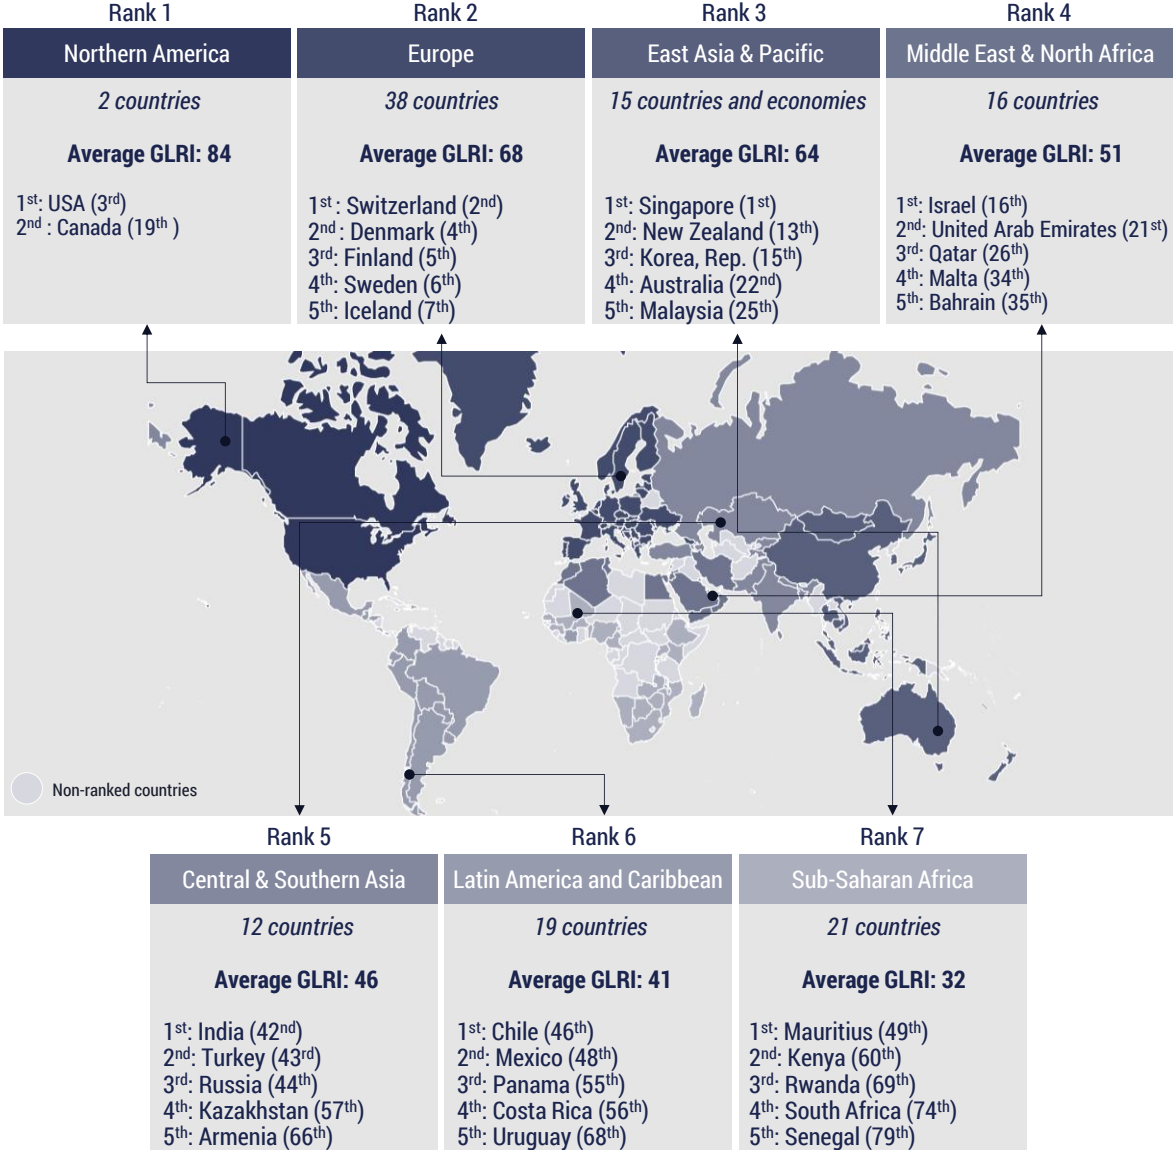 Rank 1
Northern America
2 countries
Average GLRI: 84
1st: USA (3rd)
2nd : Canada (19th )
Rank 2
Europe
38 countries
Average GLRI: 68
1st : Switzerland (2nd)
2nd : Denmark (4th)
3rd: Finland (5th)
4th: Sweden (6th)
5th: Iceland (7th)
Rank 3
East Asia & Pacific
15 countries and economies
Average GLRI: 64
1st: Singapore (1st)
2nd: New Zealand (13th)
3rd: Korea, Rep. (15th)
4th: Australia (22nd)
5th: Malaysia (25th)
Rank 4
Middle East & North Africa
16 countries
Average GLRI: 51
1st: Israel (16th)
2nd: United Arab Emirates (21st)
3rd: Qatar (26th)
4th: Malta (34th)
5th: Bahrain (35th)
Non-ranked countries
Rank 5
Central & Southern Asia
12 countries
Average GLRI: 46
1st: India (42nd)
2nd: Turkey (43rd)
3rd: Russia (44th)
4th: Kazakhstan (57th)
5th: Armenia (66th)
Rank 6
Latin America and Caribbean
19 countries
Average GLRI: 41
1st: Chile (46th)
2nd: Mexico (48th)
3rd: Panama (55th)
4th: Costa Rica (56th)
5th: Uruguay (68th)
Rank 7
Sub-Saharan Africa
21 countries
Average GLRI: 32
1st: Mauritius (49th)
2nd: Kenya (60th)
3rd: Rwanda (69th)
4th: South Africa (74th)
5th: Senegal (79th)